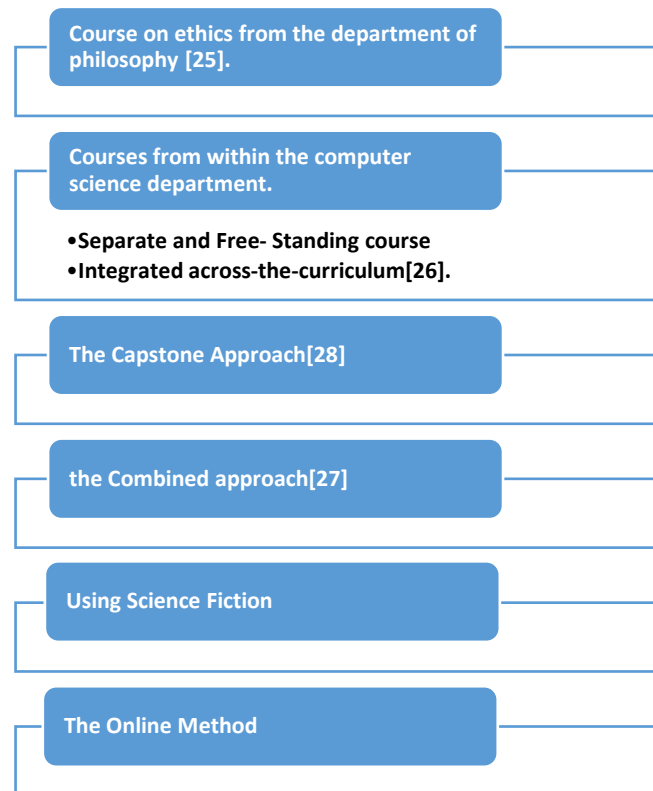 Course on ethics from the department of
philosophy [25].
Courses from within the computer
science department.
•Separate and Free- Standing course
•Integrated across-the-curriculum[26].
The Capstone Approach[28]
the Combined approach[27]
Using Science Fiction
The Online Method